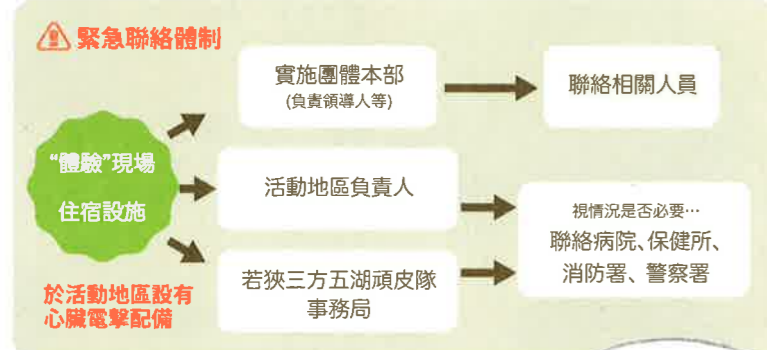 緊急聯絡體制
實施團體本部
(負責領導人等)
聯絡相關人員
“體驗”現場
住宿設施
活動地區負責人
視情況是否必要…
聯絡病院、保健所、
消防署、警察署
若狹三方五湖頑皮隊
事務局
於活動地區設有
心臟電擊配備